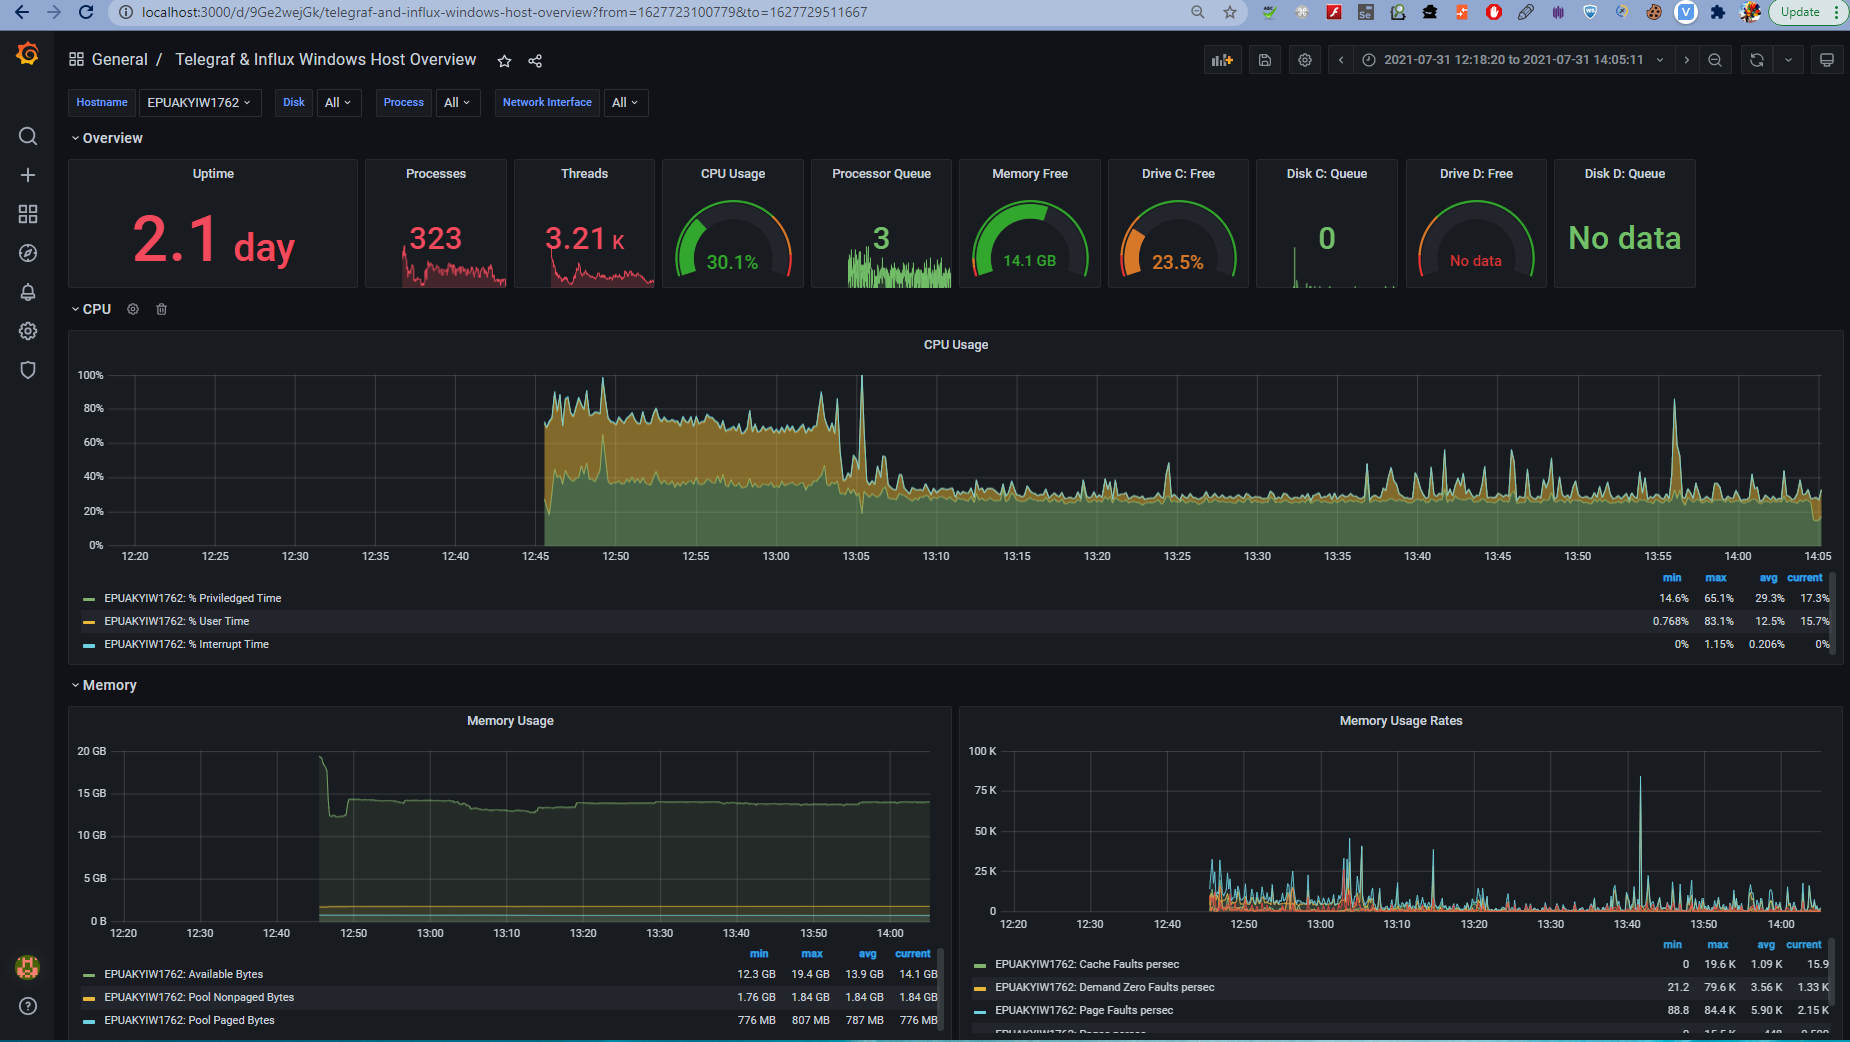 localhost:3000/d/9Ge2wejGk/telegraf-and-influx-windows-host-overview?from=1627723100779&to=1627729511667
Update
General / Telegraf & Influx Windows Host Overview
2021-07-31 12:18:20 to 2021-07-31 14:05:11
Hostname EPUAKYIW1762 Disk All Process All Network Interface All
Overview
Uptime
2.1 day
Processes
323
Threads
3.21 K
CPU Usage
30.1%
Processor Queue
3
Memory Free
14.1 GB
Drive C: Free
23.5%
Disk C: Queue
0
Drive D: Free
No data
Disk D: Queue
No data
CPU
CPU Usage
100%
80%
60%
40%
20%
0%
12:20 12:25 12:30 12:35 12:40 12:45 12:50 12:55 13:00 13:05 13:10 13:15 13:20 13:25 13:30 13:35 13:40 13:45 13:50 13:55 14:00 14:05
min max avg current
EPUAKYIW1762: % Priviledged Time 14.6% 65.1% 29.3% 17.3%
EPUAKYIW1762: % User Time 0.768% 83.1% 12.5% 15.7%
EPUAKYIW1762: % Interrupt Time 0% 1.15% 0.206% 0%
Memory
Memory Usage
20 GB
15 GB
10 GB
5 GB
0 B
12:20 12:30 12:40 12:50 13:00 13:10 13:20 13:30 13:40 13:50 14:00
min max avg current
EPUAKYIW1762: Available Bytes 12.3 GB 19.4 GB 13.9 GB 14.1 GB
EPUAKYIW1762: Pool Nonpaged Bytes 1.76 GB 1.84 GB 1.84 GB 1.84 GB
EPUAKYIW1762: Pool Paged Bytes 776 MB 807 MB 787 MB 776 MB
Memory Usage Rates
100 K
75 K
50 K
25 K
0
12:20 12:30 12:40 12:50 13:00 13:10 13:20 13:30 13:40 13:50 14:00
min max avg current
EPUAKYIW1762: Cache Faults persec 0 19.6 K 1.09 K 15.9
EPUAKYIW1762: Demand Zero Faults persec 21.2 79.6 K 3.56 K 1.33 K
EPUAKYIW1762: Page Faults persec 88.8 84.4 K 5.90 K 2.15 K